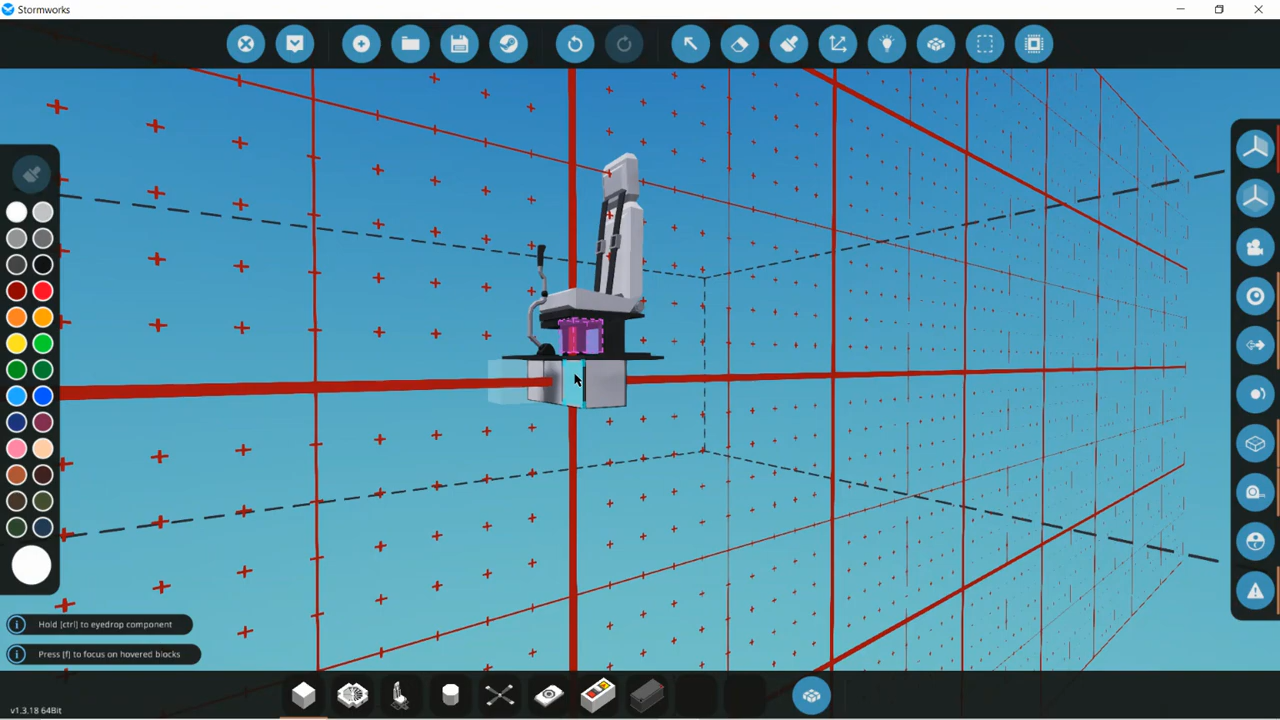 Stormworks
Hold [ctrl] to eyedrop component
Press [f] to focus on hovered blocks
v1.3.18 64Bit